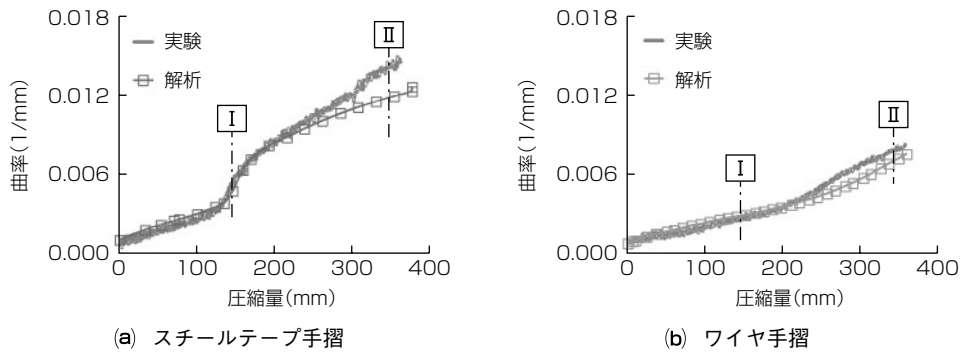 0.018
0.012
0.006
0.000
曲率(1/mm)
実験
解析
Ⅰ
Ⅱ
0 100 200 300 400
圧縮量(mm)
(a) スチールテープ手摺
0.018
0.012
0.006
0.000
曲率(1/mm)
実験
解析
Ⅰ
Ⅱ
0 100 200 300 400
圧縮量(mm)
(b) ワイヤ手摺